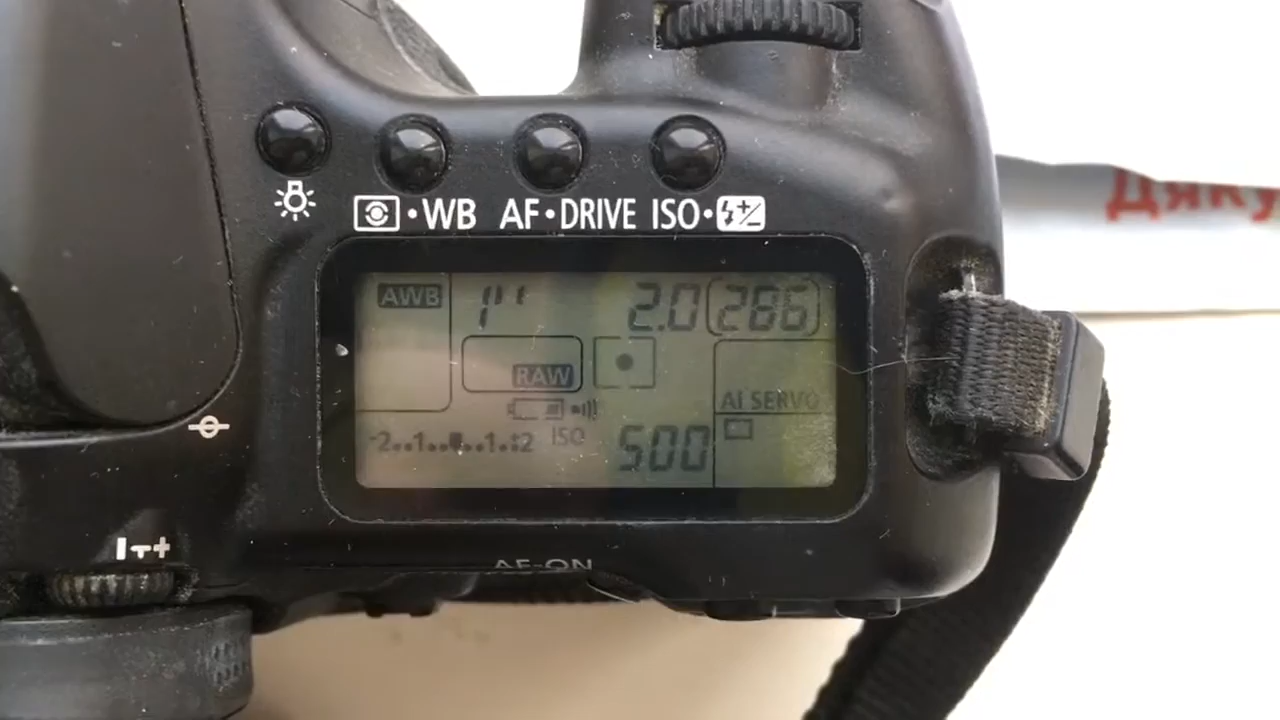 WB AF•DRIVE ISO•
AWB 1" 2.0 286
RAW
AI SERVO
-2..1..▮..1.:2 ISO 500
AF-ON
Дяку